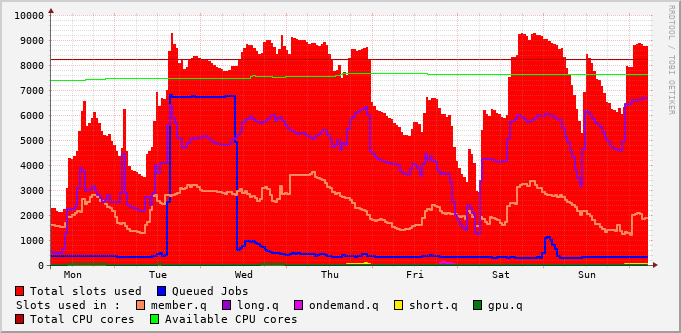 10000
9000
8000
7000
6000
5000
4000
3000
2000
1000
0
Mon Tue Wed Thu Fri Sat Sun
RRDTOOL / TOBI OETIKER
Total slots used Queued Jobs
Slots used in : member.q long.q ondemand.q short.q gpu.q
Total CPU cores Available CPU cores